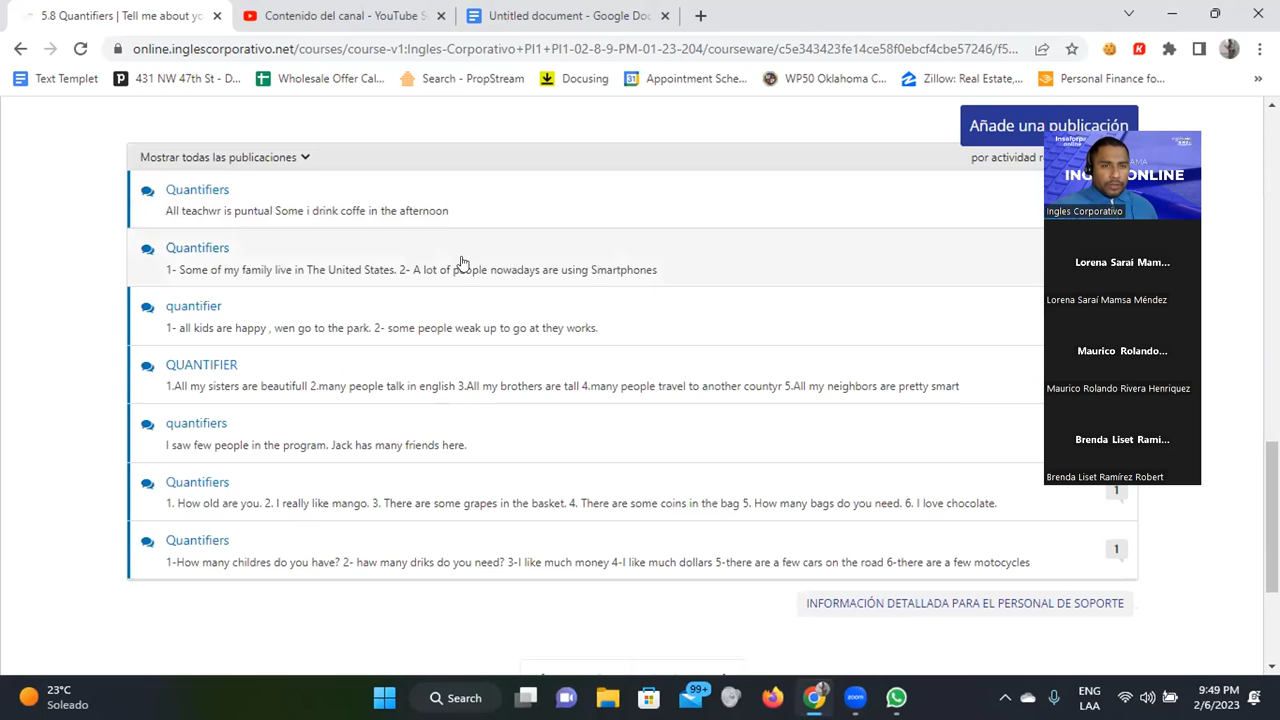 5.8 Quantifiers | Tell me about yo
Contenido del canal - YouTube S
Untitled document - Google Doc
online.inglescorporativo.net/courses/course-v1:Ingles-Corporativo+PI1+PI1-02-8-9-PM-01-23-204/courseware/c5e343423fe14ce58f0ebcf4cbe57246/f5...
Text Templet
431 NW 47th St - D...
Wholesale Offer Cal...
Search - PropStream
Docusing
Appointment Sche...
WP50 Oklahoma C...
Zillow: Real Estate,...
Personal Finance fo...
»
Añade una publicación
Mostrar todas las publicaciones
por actividad r
Quantifiers
All teachwr is puntual Some i drink coffe in the afternoon
Quantifiers
1- Some of my family live in The United States. 2- A lot of people nowadays are using Smartphones
quantifier
1- all kids are happy , wen go to the park. 2- some people weak up to go at they works.
QUANTIFIER
1.All my sisters are beautifull 2.many people talk in english 3.All my brothers are tall 4.many people travel to another countyr 5.All my neighbors are pretty smart
quantifiers
I saw few people in the program. Jack has many friends here.
Quantifiers
1. How old are you. 2. I really like mango. 3. There are some grapes in the basket. 4. There are some coins in the bag 5. How many bags do you need. 6. I love chocolate.
1
Quantifiers
1-How many childres do you have? 2- haw many driks do you need? 3-I like much money 4-I like much dollars 5-there are a few cars on the road 6-there are a few motocycles
1
INFORMACIÓN DETALLADA PARA EL PERSONAL DE SOPORTE
Ingles Corporativo
Lorena Saraí Mam...
Lorena Saraí Mamsa Méndez
Maurico Rolando...
Maurico Rolando Rivera Henriquez
Brenda Liset Rami...
Brenda Liset Ramírez Robert
23°C
Soleado
Search
99+
zoom
ENG
LAA
9:49 PM
2/6/2023